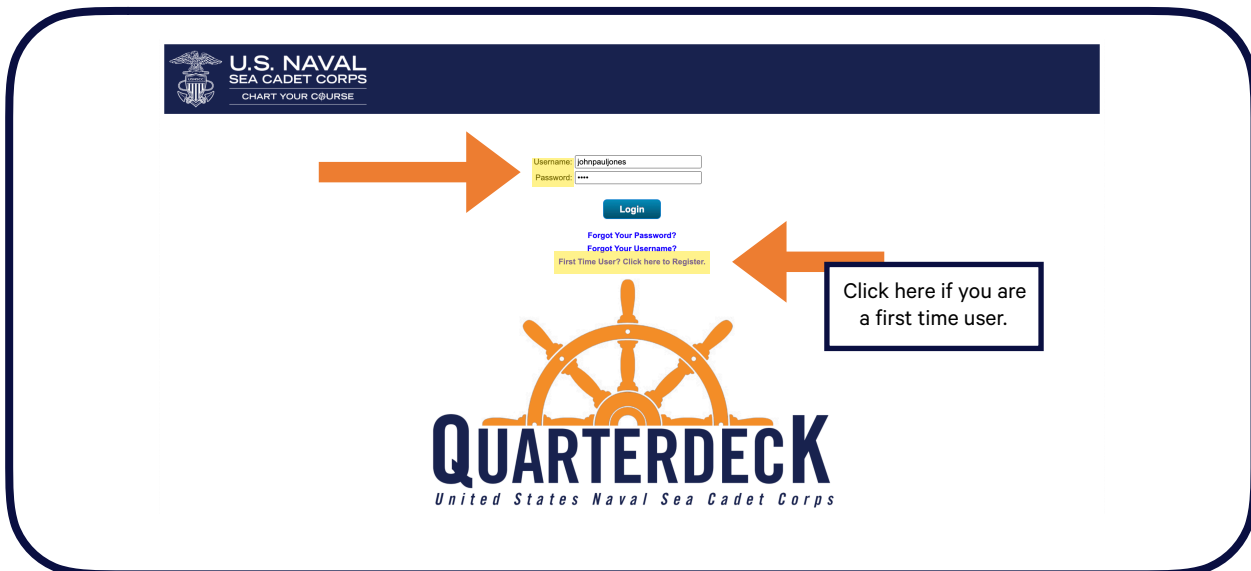 U.S. NAVAL
SEA CADET CORPS
CHART YOUR COURSE
Username: johnpauljones
Password: ••••
Login
Forgot Your Password?
Forgot Your Username?
First Time User? Click here to Register.
Click here if you are
a first time user.
QUARTERDECK
United States Naval Sea Cadet Corps